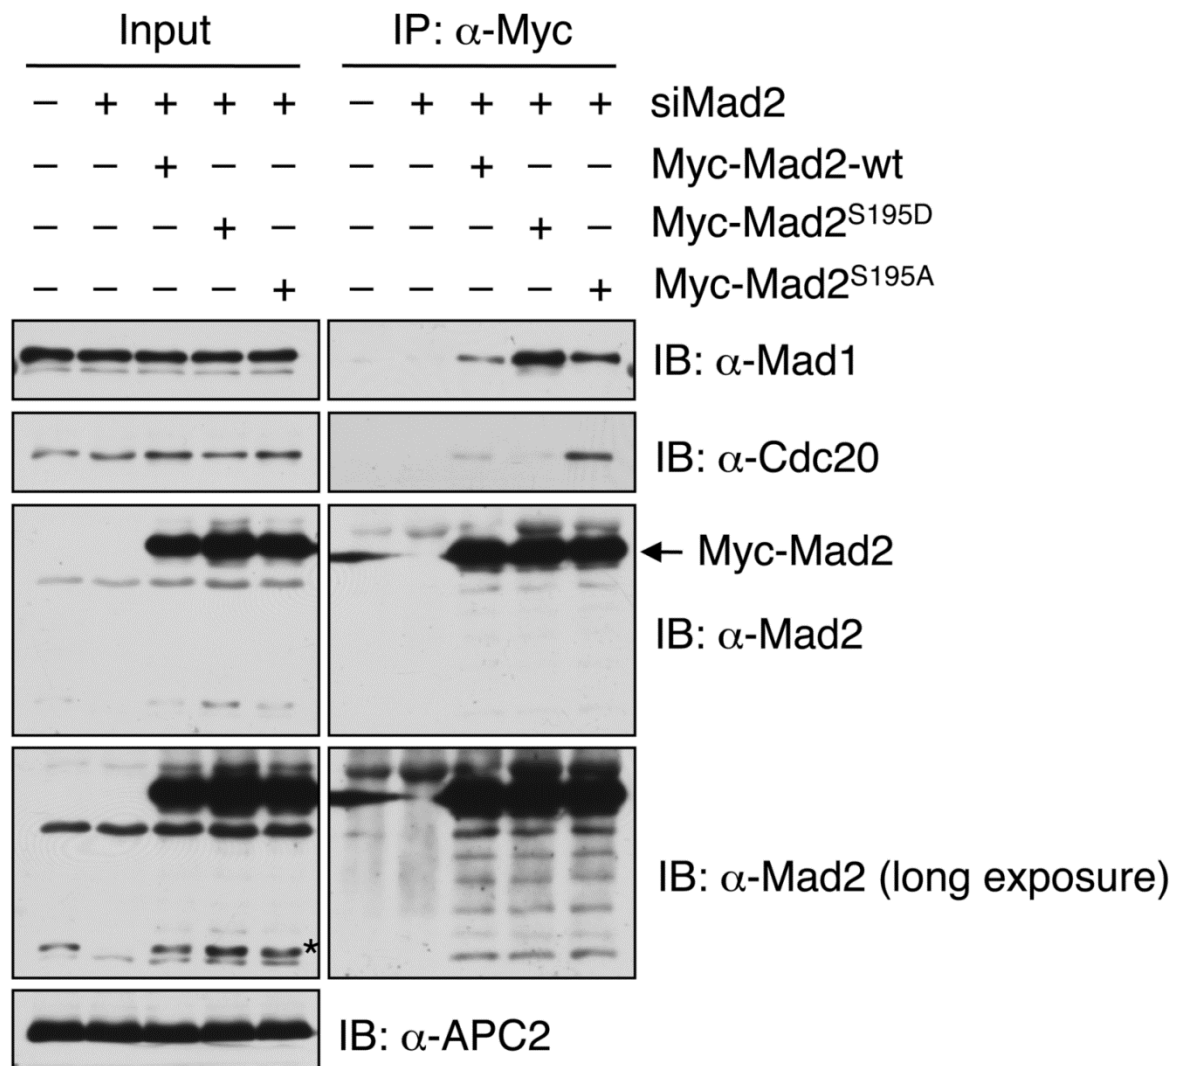 Input IP: α-Myc
− + + + + − + + + + siMad2
− − + − − − − + − − Myc-Mad2-wt
− − − + − − − − + − Myc-Mad2S195D
− − − − + − − − − + Myc-Mad2S195A
IB: α-Mad1
IB: α-Cdc20
← Myc-Mad2
IB: α-Mad2
IB: α-Mad2 (long exposure)
*
IB: α-APC2